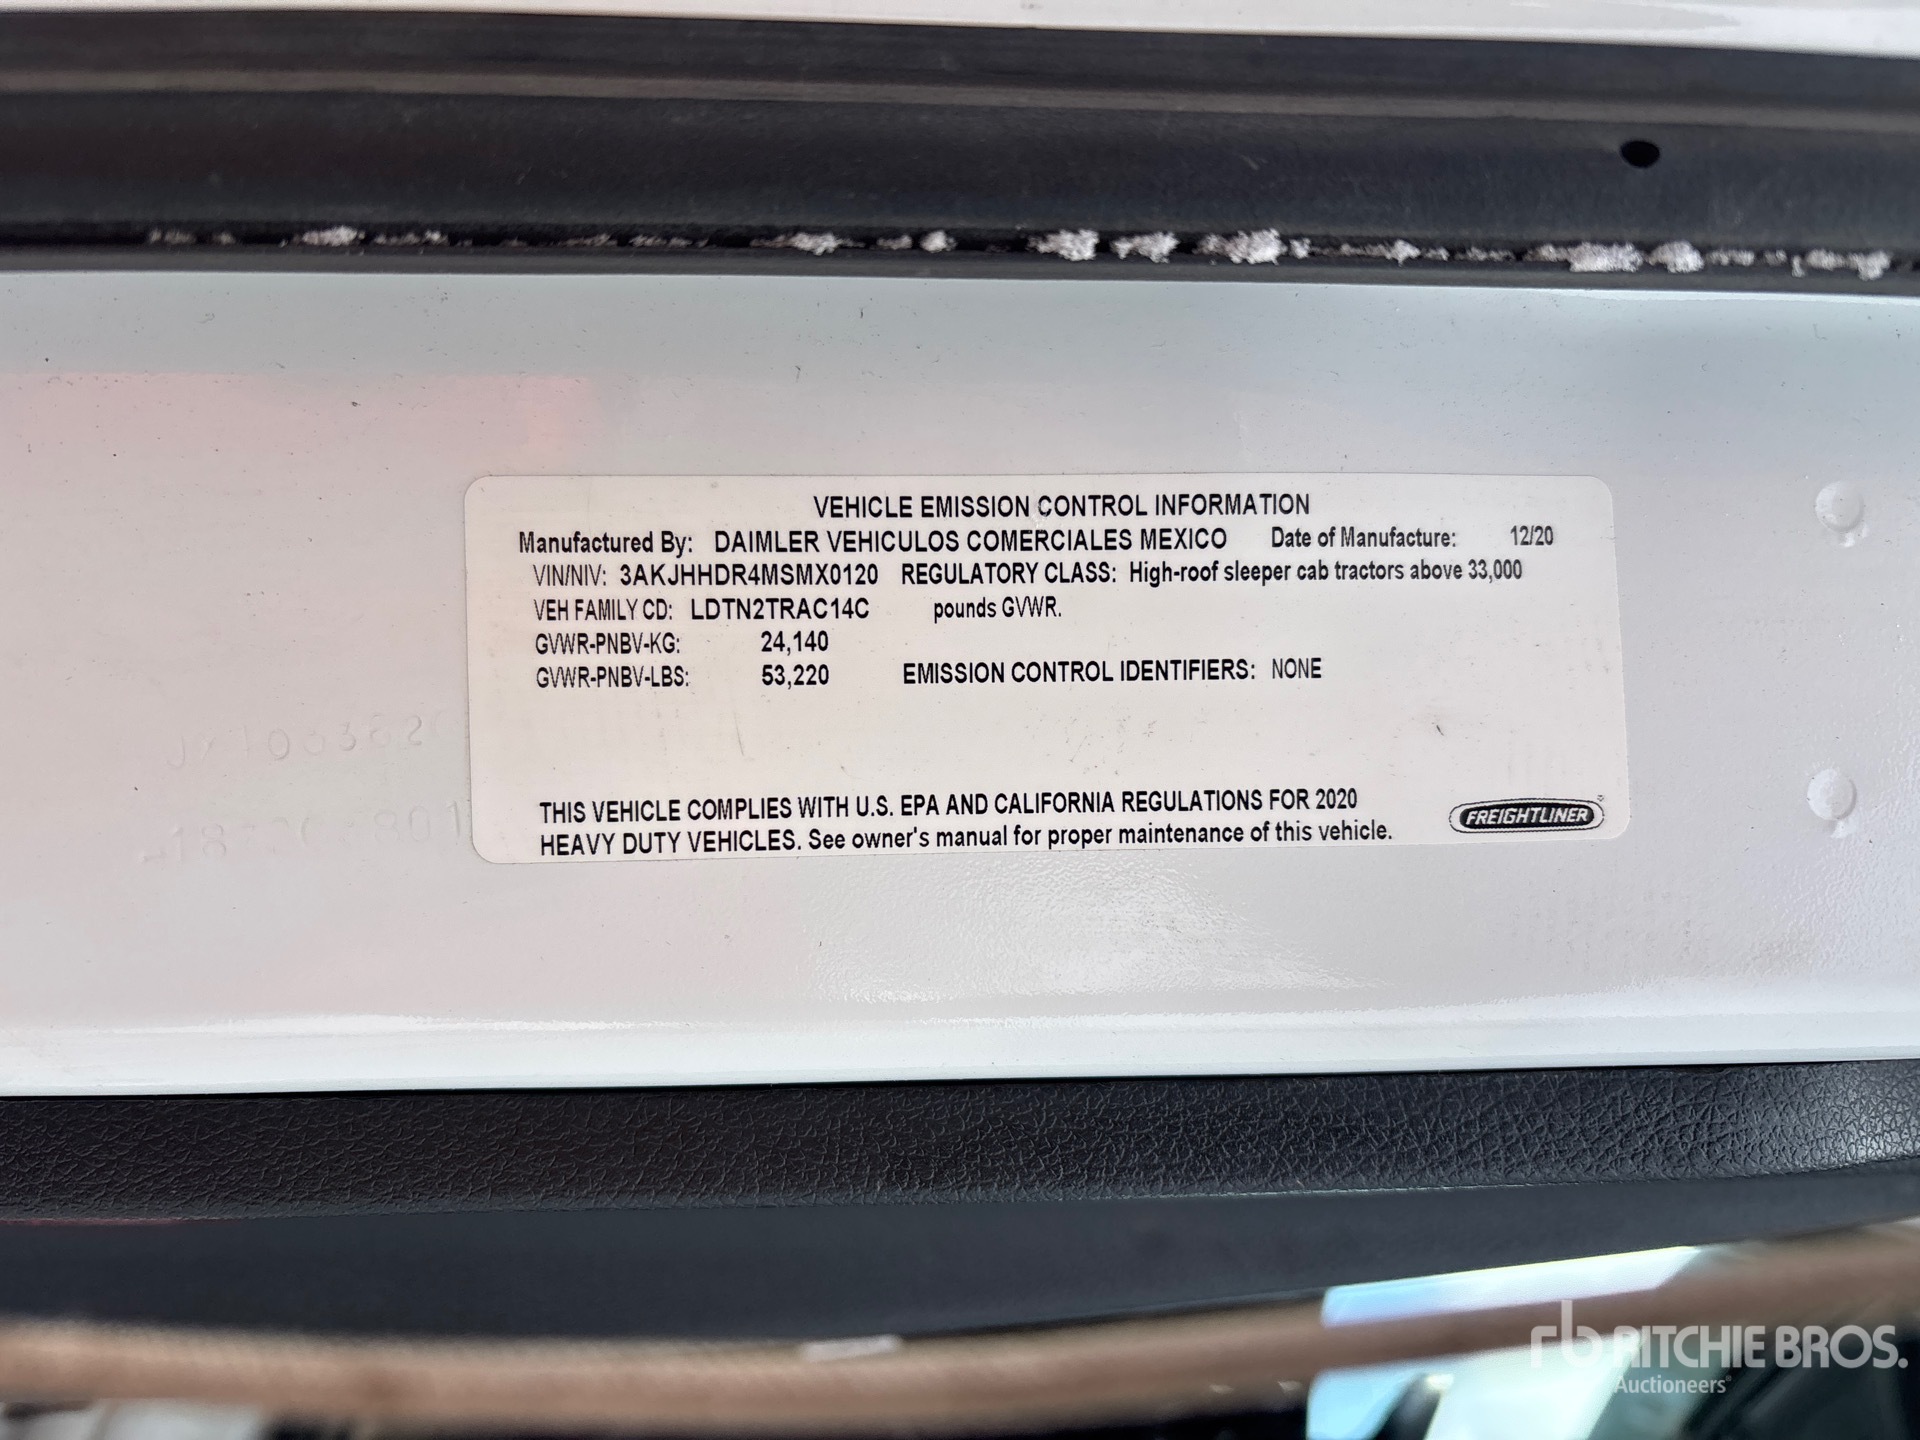 VEHICLE EMISSION CONTROL INFORMATION
Manufactured By: DAIMLER VEHICULOS COMERCIALES MEXICO Date of Manufacture: 12/20
VIN/NIV: 3AKJHHDR4MSMX0120 REGULATORY CLASS: High-roof sleeper cab tractors above 33,000
VEH FAMILY CD: LDTN2TRAC14C pounds GVWR.
GVWR-PNBV-KG: 24,140
GVWR-PNBV-LBS: 53,220 EMISSION CONTROL IDENTIFIERS: NONE
THIS VEHICLE COMPLIES WITH U.S. EPA AND CALIFORNIA REGULATIONS FOR 2020
HEAVY DUTY VEHICLES. See owner's manual for proper maintenance of this vehicle.
FREIGHTLINER
rb RITCHIE BROS.
Auctioneers